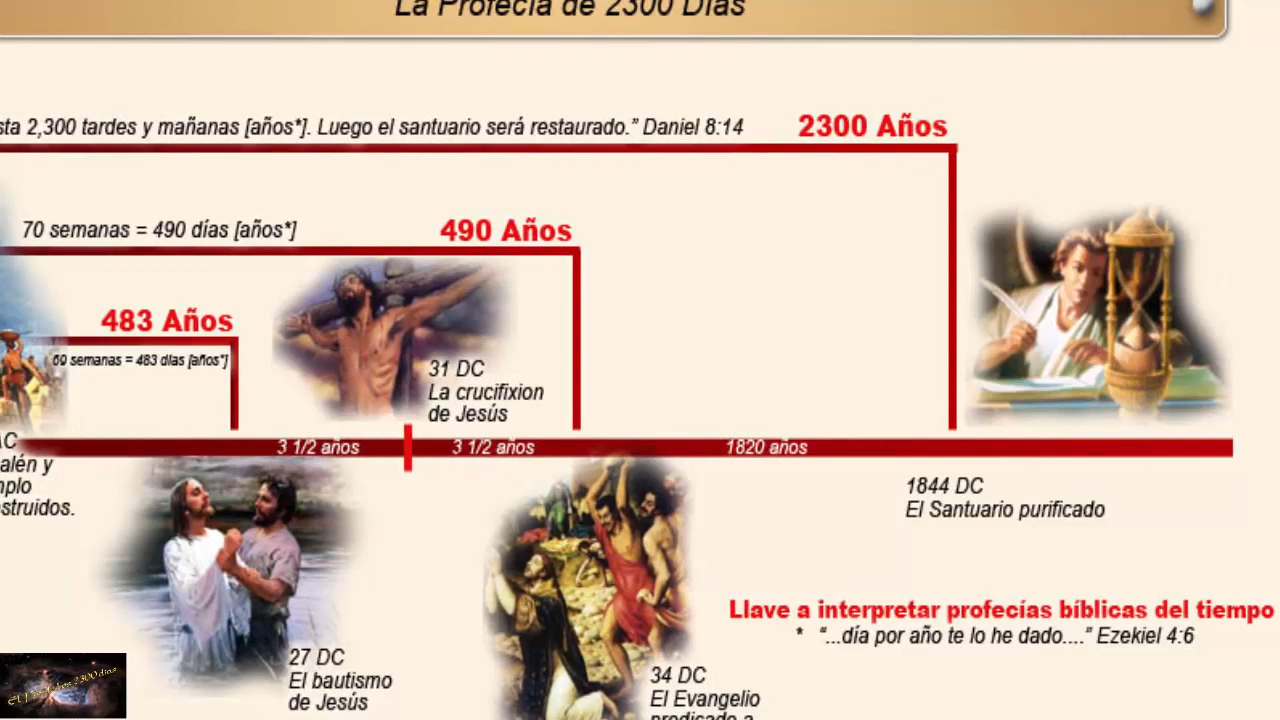 La Profecía de 2300 Días
sta 2,300 tardes y mañanas [años*]. Luego el santuario será restaurado.” Daniel 8:14
2300 Años
70 semanas = 490 días [años*]
490 Años
483 Años
69 semanas = 483 días [años*]
31 DC
La crucifixion
de Jesús
3 1/2 años
3 1/2 años
1820 años
AC
alén y
mplo
struidos.
1844 DC
El Santuario purificado
Llave a interpretar profecías bíblicas del tiempo
* “...día por año te lo he dado....” Ezekiel 4:6
27 DC
El bautismo
de Jesús
34 DC
El Evangelio
predicado a
2300 dias